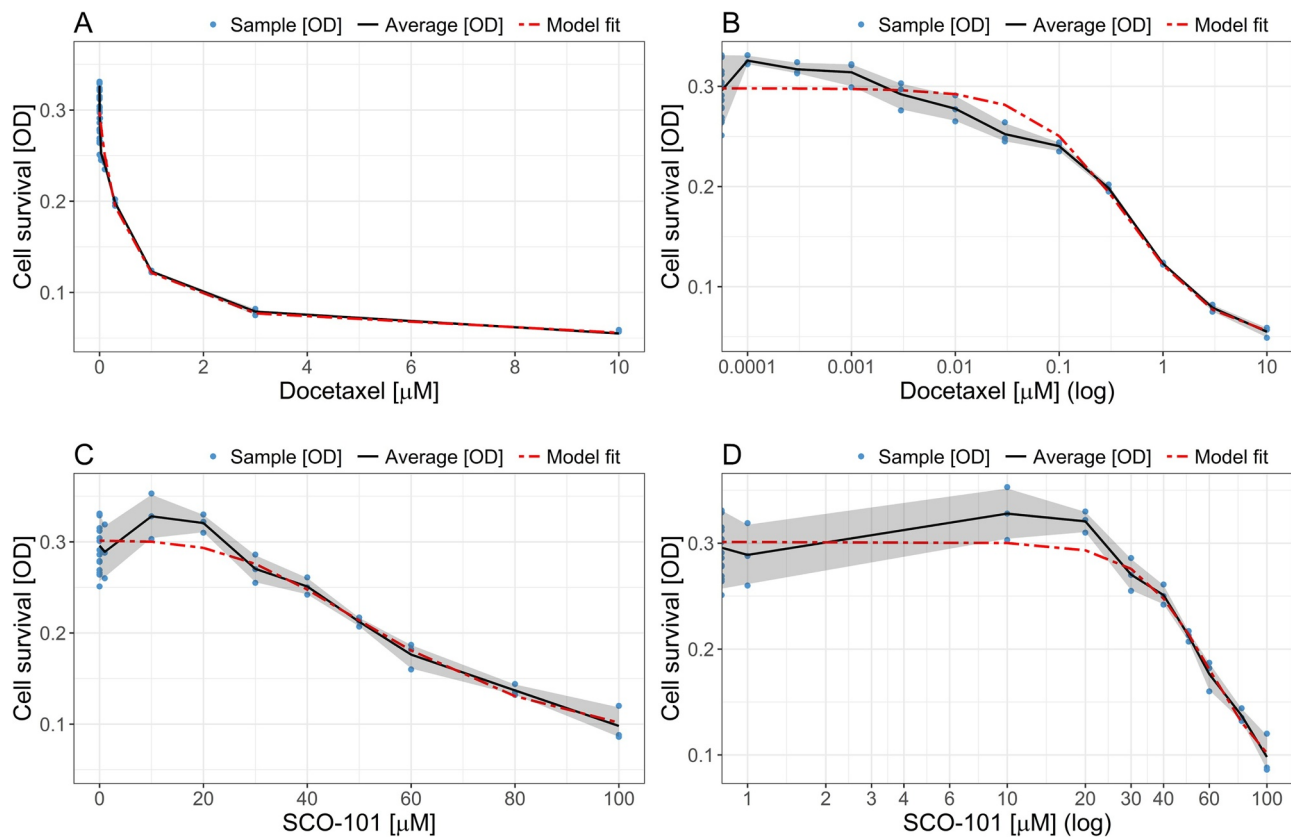 A
Sample [OD] Average [OD] Model fit
Cell survival [OD]
0.3
0.2
0.1
0 2 4 6 8 10
Docetaxel [μM]
B
Sample [OD] Average [OD] Model fit
Cell survival [OD]
0.3
0.2
0.1
0.0001 0.001 0.01 0.1 1 10
Docetaxel [μM] (log)
C
Sample [OD] Average [OD] Model fit
Cell survival [OD]
0.3
0.2
0.1
0 20 40 60 80 100
SCO-101 [μM]
D
Sample [OD] Average [OD] Model fit
Cell survival [OD]
0.3
0.2
0.1
1 2 3 4 6 10 20 30 40 60 100
SCO-101 [μM] (log)